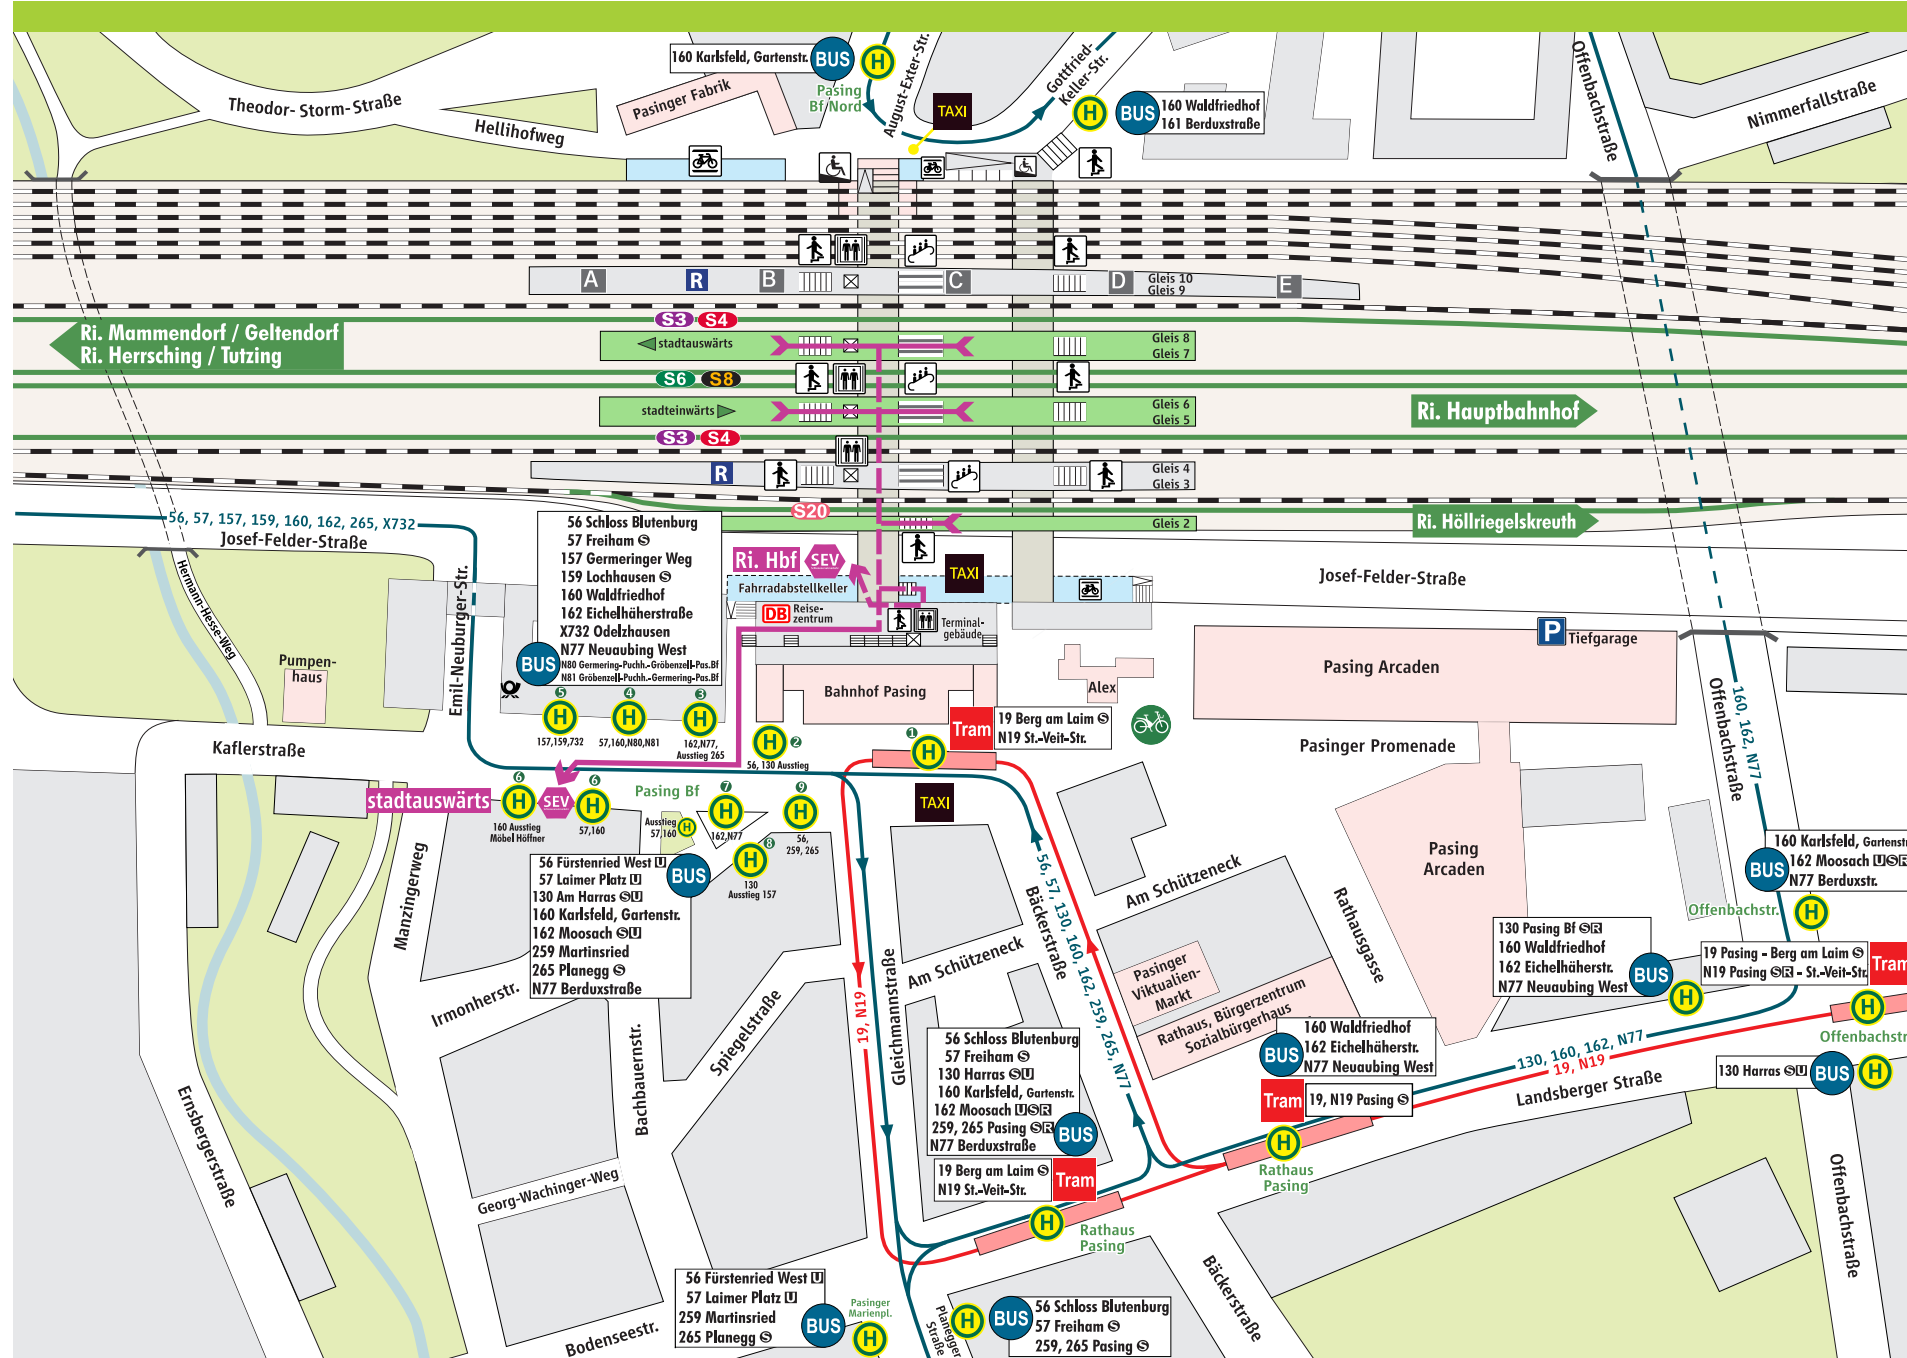 160 Karlsfeld, Gartenstr.
BUS
H
Pasing
Bf Nord
August-Exter-Str.
Gottfried-
Keller-Str.
TAXI
H
BUS
160 Waldfriedhof
161 Berduxstraße
Offenbachstraße
Nimmerfallstraße
Theodor- Storm-Straße
Hellihofweg
Pasinger Fabrik
A
R
B
C
D
E
Gleis 10
Gleis 9
S3 S4
Ri. Mammendorf / Geltendorf
Ri. Herrsching / Tutzing
stadtauswärts
Gleis 8
Gleis 7
S6 S8
stadteinwärts
Gleis 6
Gleis 5
Ri. Hauptbahnhof
S3 S4
R
Gleis 4
Gleis 3
S20
Gleis 2
Ri. Höllriegelskreuth
56, 57, 157, 159, 160, 162, 265, X732
Josef-Felder-Straße
Hermann-Hesse-Weg
Emil-Neuburger-Str.
56 Schloss Blutenburg
57 Freiham S
157 Germeringer Weg
159 Lochhausen S
160 Waldfriedhof
162 Eichelhäherstraße
X732 Odelzhausen
N77 Neuaubing West
N80 Germering-Puchh.-Gröbenzell-Pas.Bf
N81 Gröbenzell-Puchh.-Germering-Pas.Bf
BUS
Ri. Hbf
SEV
TAXI
Fahrradabstellkeller
DB Reise-
zentrum
Terminal-
gebäude
Josef-Felder-Straße
P Tiefgarage
Pasing Arcaden
Alex
Bahnhof Pasing
Pumpen-
haus
Kaflerstraße
5
H
157,159,732
4
H
57,160,N80,N81
3
H
162,N77,
Ausstieg 265
H 2
56, 130 Ausstieg
1
H
Tram
19 Berg am Laim S
N19 St.-Veit-Str.
Pasinger Promenade
Offenbachstraße
160, 162, N77
stadtauswärts
6
H
160 Ausstieg
Möbel Höffner
SEV
6
H
57,160
Pasing Bf
Ausstieg
57,160
H
7
H
162,N77
8
H
130
Ausstieg 157
9
H
56,
259, 265
TAXI
56 Fürstenried West U
57 Laimer Platz U
130 Am Harras S U
160 Karlsfeld, Gartenstr.
162 Moosach S U
259 Martinsried
265 Planegg S
N77 Berduxstraße
BUS
Manzingerweg
Irmonherstr.
Bachbauernstr.
Spiegelstraße
19, N19
Gleichmannstraße
Am Schützeneck
Bäckerstraße
56, 57, 130, 160, 162, 259, 265, N77
Am Schützeneck
Rathausgasse
Pasing
Arcaden
Pasinger
Viktualien-
Markt
Rathaus, Bürgerzentrum
Sozialbürgerhaus
160 Karlsfeld, Gartenstr
162 Moosach U S R
N77 Berduxstr.
BUS
Offenbachstr.
H
130 Pasing Bf S R
160 Waldfriedhof
162 Eichelhäherstr.
N77 Neuaubing West
BUS
H
19 Pasing - Berg am Laim S
N19 Pasing S R - St.-Veit-Str.
Tram
H
Offenbachstr
130 Harras S U
BUS
H
56 Schloss Blutenburg
57 Freiham S
130 Harras S U
160 Karlsfeld, Gartenstr.
162 Moosach U S R
259, 265 Pasing S R
N77 Berduxstraße
BUS
19 Berg am Laim S
N19 St.-Veit-Str.
Tram
H
Rathaus
Pasing
160 Waldfriedhof
162 Eichelhäherstr.
N77 Neuaubing West
BUS
Tram
19, N19 Pasing S
H
Rathaus
Pasing
130, 160, 162, N77
19, N19
Landsberger Straße
Offenbachstraße
Ernsbergerstraße
Georg-Wachinger-Weg
Bodenseestr.
Bäckerstraße
56 Fürstenried West U
57 Laimer Platz U
259 Martinsried
265 Planegg S
BUS
Pasinger
Marienpl.
H
Planegger
Straße
H
BUS
56 Schloss Blutenburg
57 Freiham S
259, 265 Pasing S